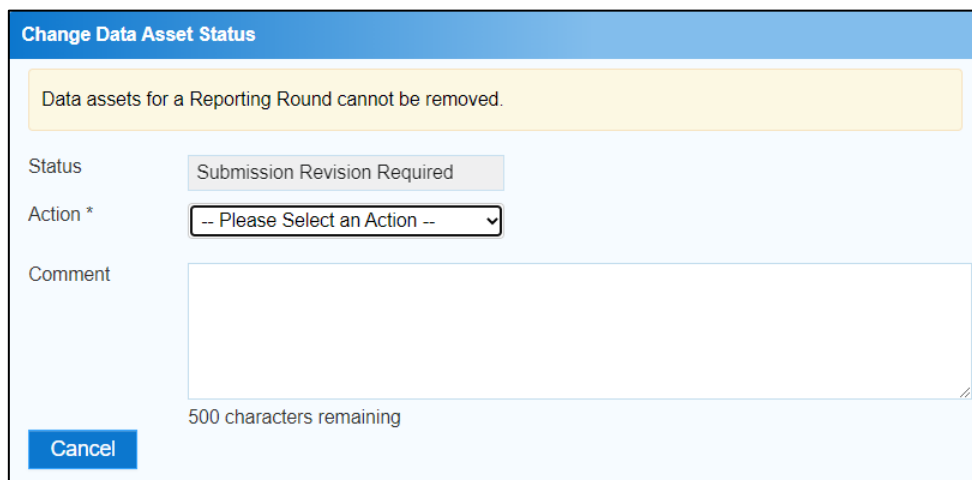 Change Data Asset Status
Data assets for a Reporting Round cannot be removed.
Status
Submission Revision Required
Action *
-- Please Select an Action --
Comment
500 characters remaining
Cancel